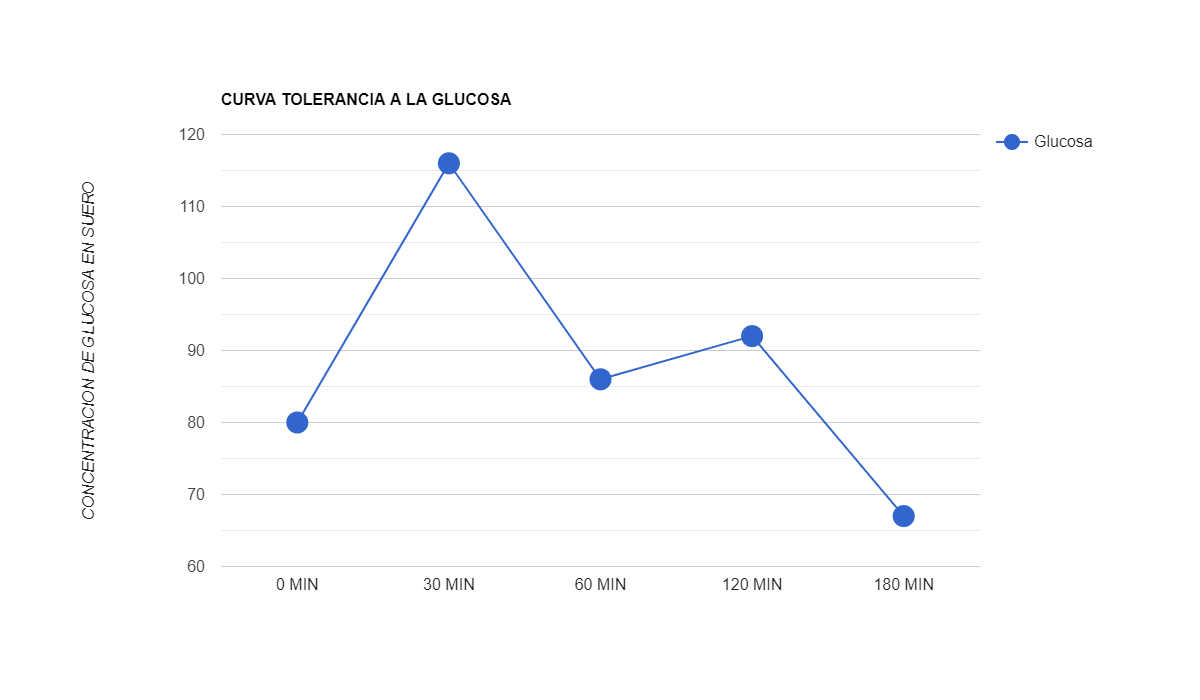 CURVA TOLERANCIA A LA GLUCOSA
Glucosa
CONCENTRACION DE GLUCOSA EN SUERO
120
110
100
90
80
70
60
0 MIN 30 MIN 60 MIN 120 MIN 180 MIN